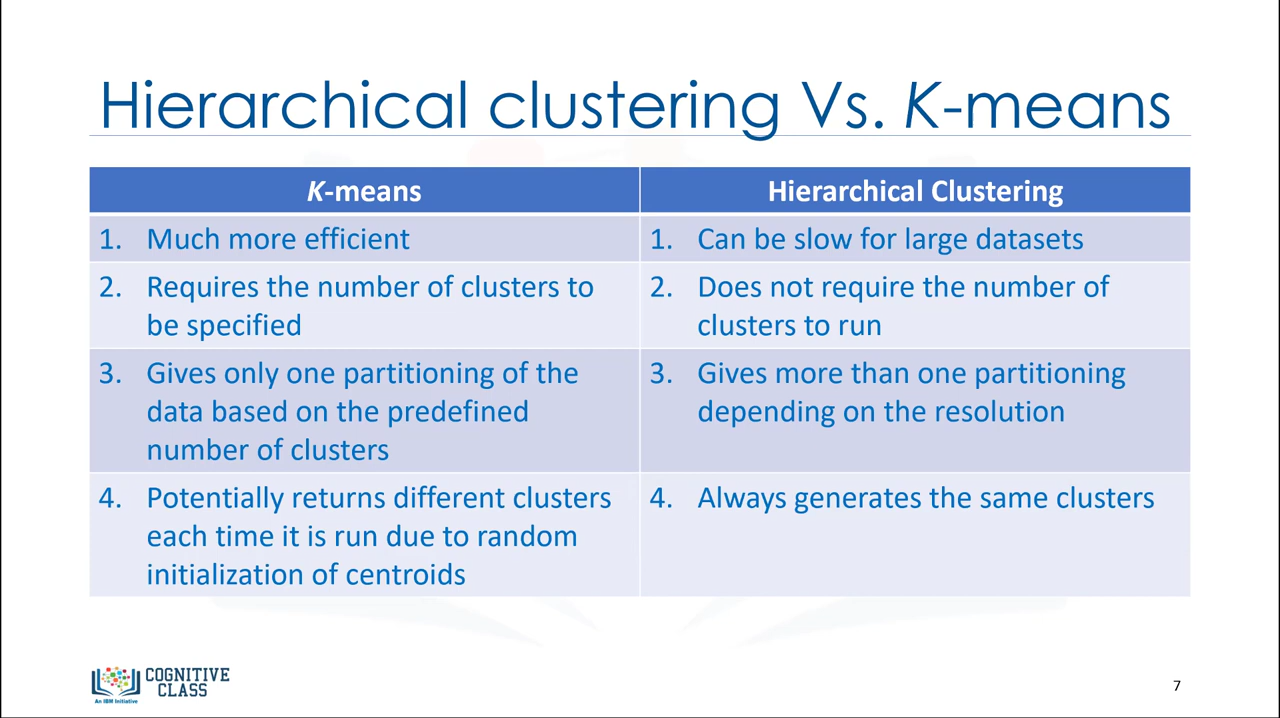 Hierarchical clustering Vs. K-means
K-means
Hierarchical Clustering
1. Much more efficient
1. Can be slow for large datasets
2. Requires the number of clusters to
be specified
2. Does not require the number of
clusters to run
3. Gives only one partitioning of the
data based on the predefined
number of clusters
3. Gives more than one partitioning
depending on the resolution
4. Potentially returns different clusters
each time it is run due to random
initialization of centroids
4. Always generates the same clusters
COGNITIVE
CLASS
An IBM Initiative
7